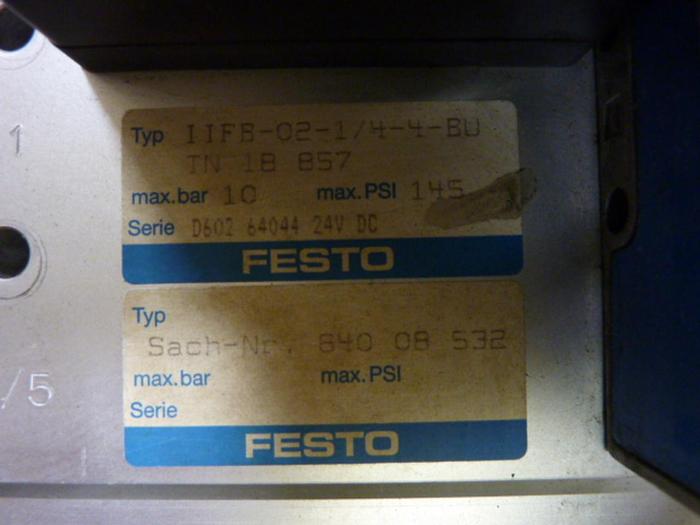 1
Typ IIFB-02-1/4-4-BU
TN 18 857
max.bar 10 max.PSI 145
Serie D602 64044 24V DC
FESTO
Typ
Sach-Nr. 840 08 532
max.bar max.PSI
/5
Serie
FESTO